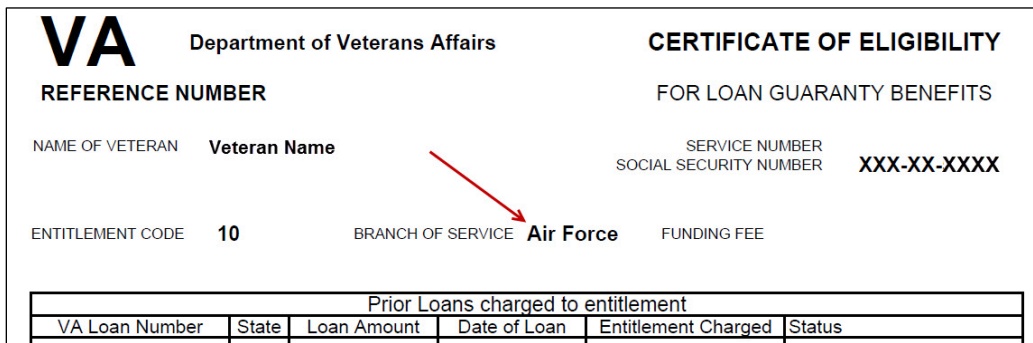 VA Department of Veterans Affairs CERTIFICATE OF ELIGIBILITY
REFERENCE NUMBER FOR LOAN GUARANTY BENEFITS
NAME OF VETERAN Veteran Name SERVICE NUMBER
SOCIAL SECURITY NUMBER XXX-XX-XXXX
ENTITLEMENT CODE 10 BRANCH OF SERVICE Air Force FUNDING FEE
Prior Loans charged to entitlement
VA Loan Number State Loan Amount Date of Loan Entitlement Charged Status